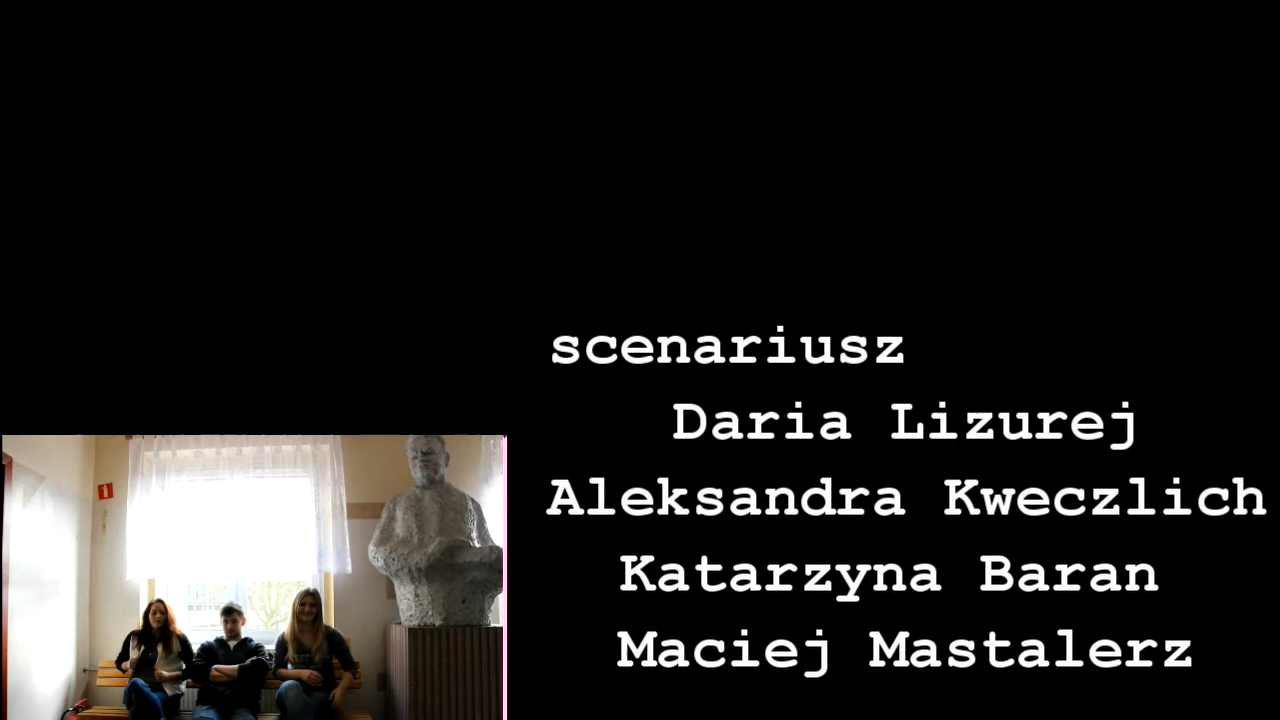 scenariusz
Daria Lizurej
Aleksandra Kweczlich
Katarzyna Baran
Maciej Mastalerz